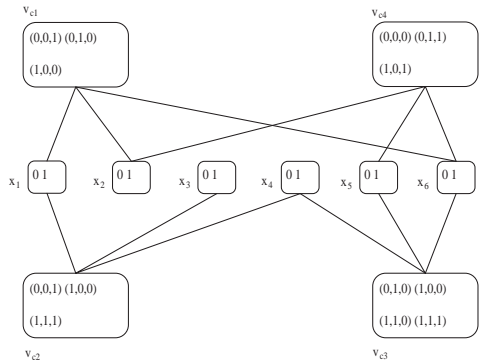 v_c1
v_c4
(0,0,1) (0,1,0)
(0,0,0) (0,1,1)
(1,0,0)
(1,0,1)
x_1
0 1
x_2
0 1
x_3
0 1
x_4
0 1
x_5
0 1
x_6
0 1
(0,0,1) (1,0,0)
(0,1,0) (1,0,0)
(1,1,1)
(1,1,0) (1,1,1)
v_c2
v_c3